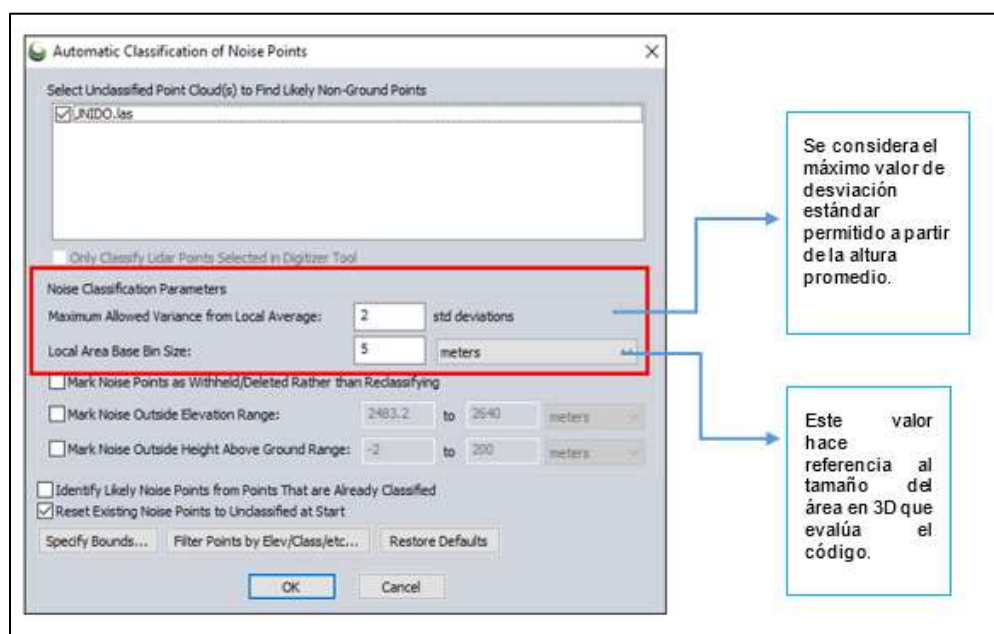 Automatic Classification of Noise Points
Select Unclassified Point Cloud(s) to Find Likely Non-Ground Points
UNIDO.las
Only Classify Lidar Points Selected in Digitizer Tool
Noise Classification Parameters
Maximum Allowed Variance from Local Average: 2 std deviations
Local Area Base Bin Size: 5 meters
Mark Noise Points as Withheld/Deleted Rather than Reclassifying
Mark Noise Outside Elevation Range: 2483.2 to 2640 meters
Mark Noise Outside Height Above Ground Range: -2 to 200 meters
Identify Likely Noise Points from Points That are Already Classified
Reset Existing Noise Points to Unclassified at Start
Specify Bounds... Filter Points by Elev/Class/etc... Restore Defaults
OK Cancel
Se considera el
máximo valor de
desviación
estándar
permitido a partir
de la altura
promedio.
Este valor
hace
referencia al
tamaño del
área en 3D que
evalúa el
código.